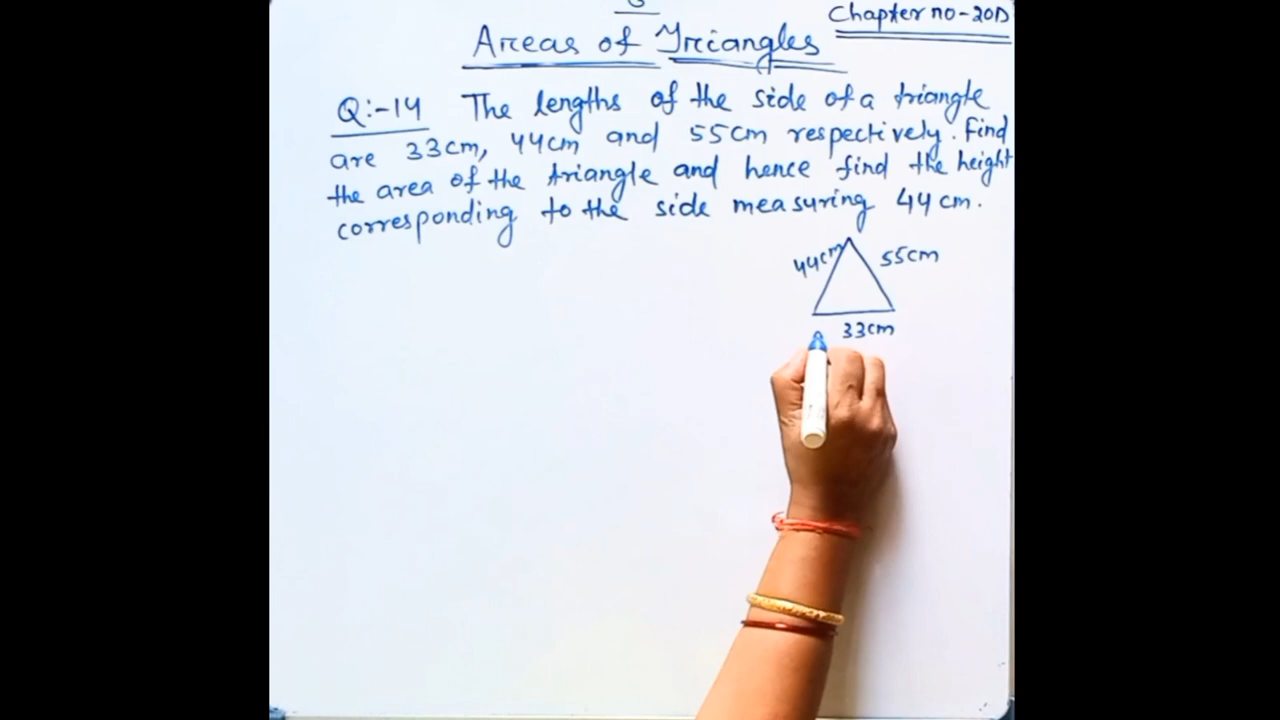 Chapter no-20D
Areas of Triangles
Q:-14 The lengths of the side of a triangle
are 33cm, 44cm and 55cm respectively. Find
the area of the triangle and hence find the height
corresponding to the side measuring 44cm.
44cm 55cm
33cm